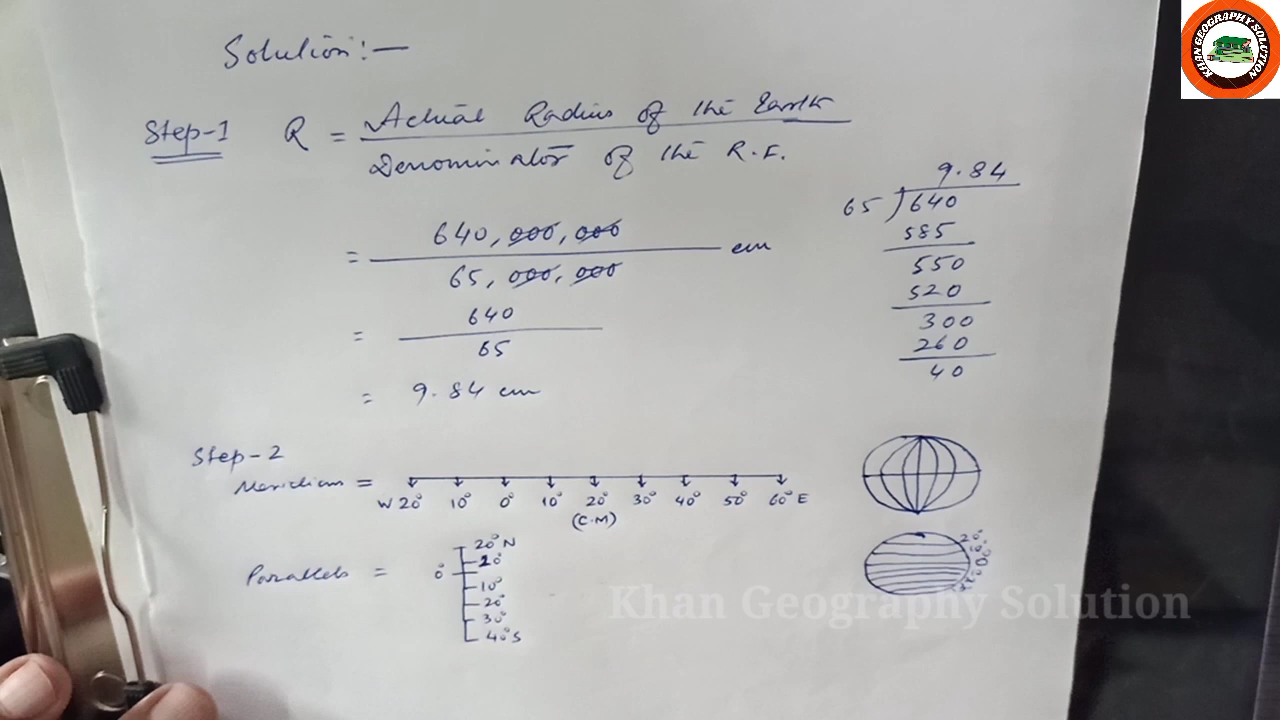 Solution:—
Step-1 R = Actual Radius of the Earth
Denominator of the R.F.
= 640,000,000
65,000,000 cm
= 640
65
= 9.84 cm
9.84
65 )640
585
550
520
300
260
40
Step-2
Meridians =
W 20° 10° 0° 10° 20° 30° 40° 50° 60° E
(C.M)
Parallels =
20° N
10°
0°
10°
20°
30°
40° S
Khan Geography Solution
KHAN GEOGRAPHY SOLUTION